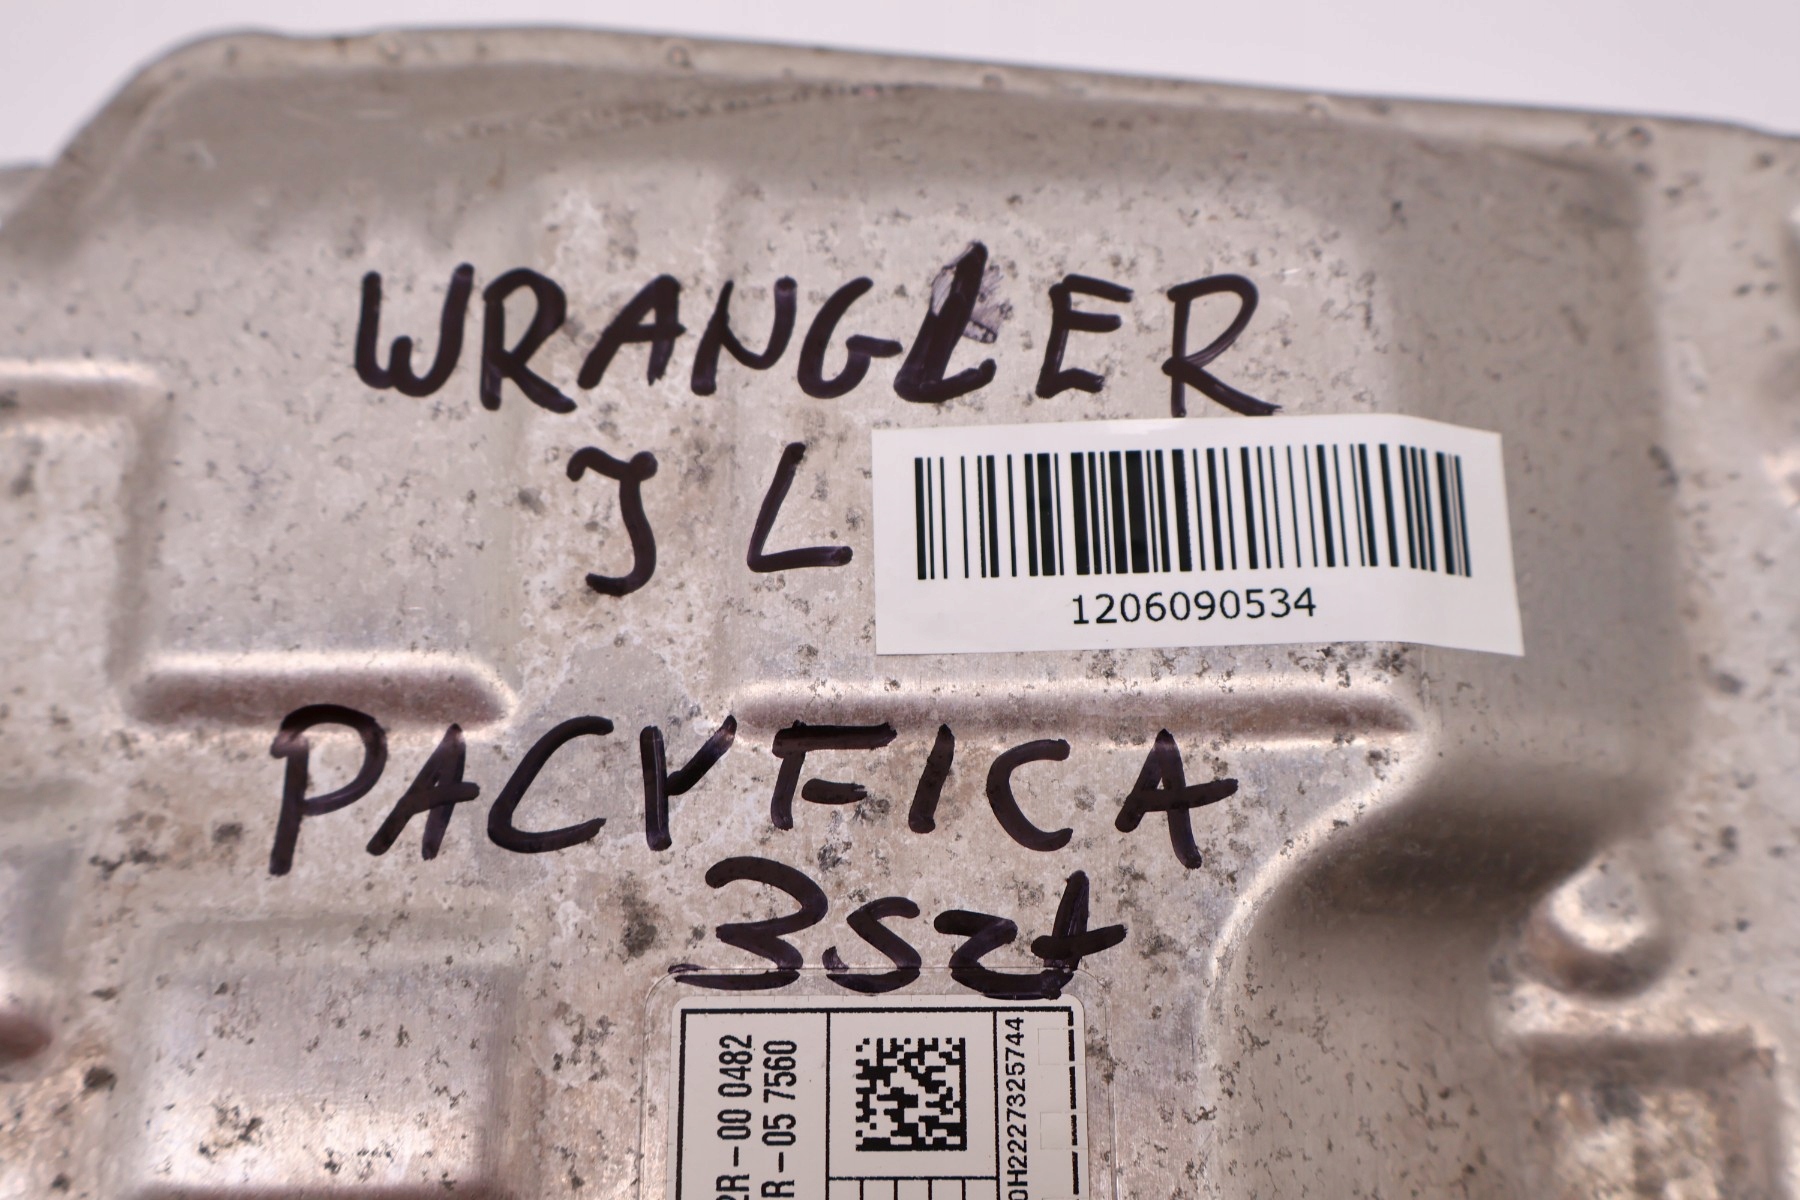 WRANGLER
JL
1206090534
PACYFICA
3szt
2R-00 0482
R-05 7560
0H2227325744